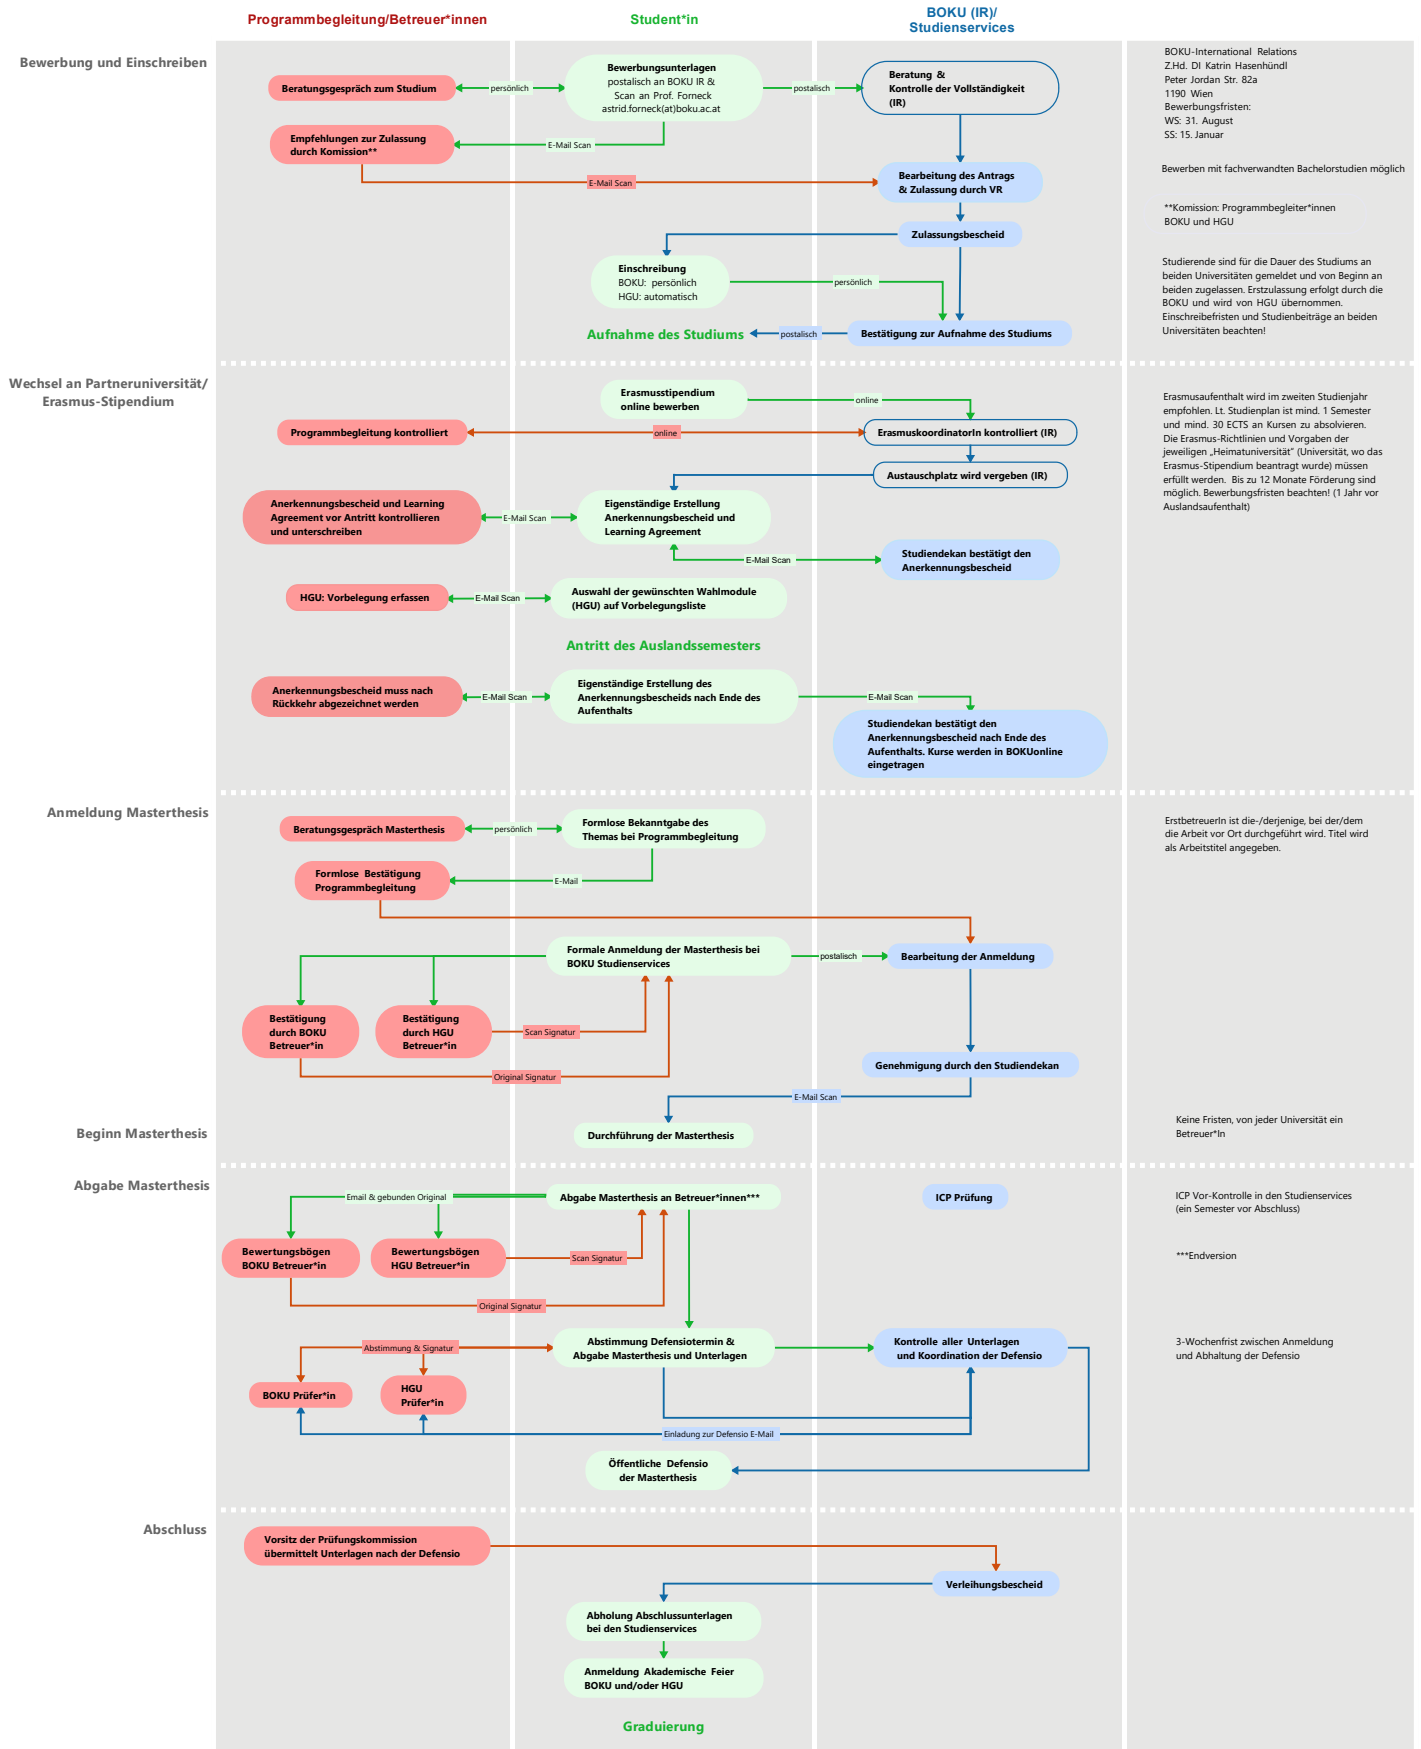 Programmbegleitung/Betreuer*innen
Student*in
BOKU (IR)/
Studienservices
Bewerbung und Einschreiben
Beratungsgespräch zum Studium
persönlich
Bewerbungsunterlagen
postalisch an BOKU IR &
Scan an Prof. Forneck
astrid.forneck(at)boku.ac.at
postalisch
Beratung &
Kontrolle der Vollständigkeit
(IR)
BOKU-International Relations
Z.Hd. DI Katrin Hasenhündl
Peter Jordan Str. 82a
1190 Wien
Bewerbungsfristen:
WS: 31. August
SS: 15. Januar
Empfehlungen zur Zulassung
durch Komission**
E-Mail Scan
E-Mail Scan
Bearbeitung des Antrags
& Zulassung durch VR
Bewerben mit fachverwandten Bachelorstudien möglich
**Komission: Programmbegleiter*innen
BOKU und HGU
Zulassungsbescheid
Einschreibung
BOKU: persönlich
HGU: automatisch
persönlich
Studierende sind für die Dauer des Studiums an
beiden Universitäten gemeldet und von Beginn an
beiden zugelassen. Erstzulassung erfolgt durch die
BOKU und wird von HGU übernommen.
Einschreibefristen und Studienbeiträge an beiden
Universitäten beachten!
Aufnahme des Studiums
postalisch
Bestätigung zur Aufnahme des Studiums
Wechsel an Partneruniversität/
Erasmus-Stipendium
Erasmusstipendium
online bewerben
online
Programmbegleitung kontrolliert
online
ErasmuskoordinatorIn kontrolliert (IR)
Austauschplatz wird vergeben (IR)
Erasmusaufenthalt wird im zweiten Studienjahr
empfohlen. Lt. Studienplan ist mind. 1 Semester
und mind. 30 ECTS an Kursen zu absolvieren.
Die Erasmus-Richtlinien und Vorgaben der
jeweiligen „Heimatuniversität“ (Universität, wo das
Erasmus-Stipendium beantragt wurde) müssen
erfüllt werden. Bis zu 12 Monate Förderung sind
möglich. Bewerbungsfristen beachten! (1 Jahr vor
Auslandsaufenthalt)
Anerkennungsbescheid und Learning
Agreement vor Antritt kontrollieren
und unterschreiben
E-Mail Scan
Eigenständige Erstellung
Anerkennungsbescheid und
Learning Agreement
E-Mail Scan
Studiendekan bestätigt den
Anerkennungsbescheid
HGU: Vorbelegung erfassen
E-Mail Scan
Auswahl der gewünschten Wahlmodule
(HGU) auf Vorbelegungsliste
Antritt des Auslandssemesters
Anerkennungsbescheid muss nach
Rückkehr abgezeichnet werden
E-Mail Scan
Eigenständige Erstellung des
Anerkennungsbescheids nach Ende des
Aufenthalts
E-Mail Scan
Studiendekan bestätigt den
Anerkennungsbescheid nach Ende des
Aufenthalts. Kurse werden in BOKUonline
eingetragen
Anmeldung Masterthesis
Beratungsgespräch Masterthesis
persönlich
Formlose Bekanntgabe des
Themas bei Programmbegleitung
ErstbetreuerIn ist die-/derjenige, bei der/dem
die Arbeit vor Ort durchgeführt wird. Titel wird
als Arbeitstitel angegeben.
Formlose Bestätigung
Programmbegleitung
E-Mail
Formale Anmeldung der Masterthesis bei
BOKU Studienservices
postalisch
Bearbeitung der Anmeldung
Bestätigung
durch BOKU
Betreuer*in
Bestätigung
durch HGU
Betreuer*in
Scan Signatur
Original Signatur
Genehmigung durch den Studiendekan
E-Mail Scan
Beginn Masterthesis
Durchführung der Masterthesis
Keine Fristen, von jeder Universität ein
Betreuer*In
Abgabe Masterthesis
Email & gebunden Original
Abgabe Masterthesis an Betreuer*innen***
ICP Prüfung
ICP Vor-Kontrolle in den Studienservices
(ein Semester vor Abschluss)
Bewertungsbögen
BOKU Betreuer*in
Bewertungsbögen
HGU Betreuer*in
Scan Signatur
***Endversion
Original Signatur
Abstimmung & Signatur
Abstimmung Defensiotermin &
Abgabe Masterthesis und Unterlagen
Kontrolle aller Unterlagen
und Koordination der Defensio
3-Wochenfrist zwischen Anmeldung
und Abhaltung der Defensio
BOKU Prüfer*in
HGU
Prüfer*in
Einladung zur Defensio E-Mail
Öffentliche Defensio
der Masterthesis
Abschluss
Vorsitz der Prüfungskommission
übermittelt Unterlagen nach der Defensio
Verleihungsbescheid
Abholung Abschlussunterlagen
bei den Studienservices
Anmeldung Akademische Feier
BOKU und/oder HGU
Graduierung